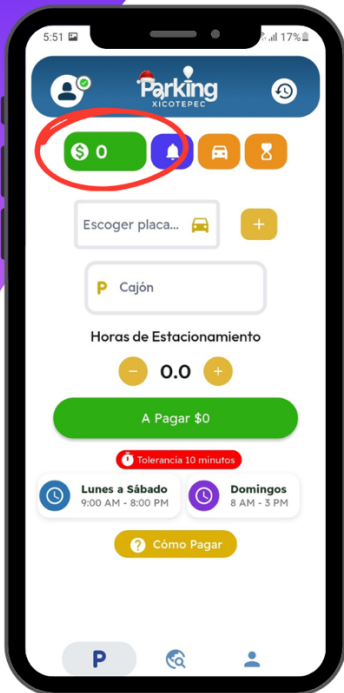 5:51
17%
Parking
XICOTEPEC
$ 0
Escoger placa...
+
P Cajón
Horas de Estacionamiento
- 0.0 +
A Pagar $0
Tolerancia 10 minutos
Lunes a Sábado
9:00 AM - 8:00 PM
Domingos
8 AM - 3 PM
? Cómo Pagar
P